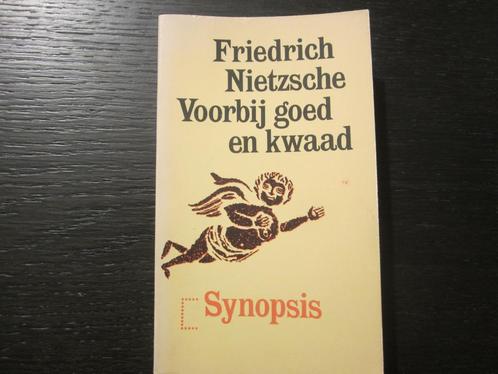 Friedrich
Nietzsche
Voorbij goed
en kwaad
Synopsis